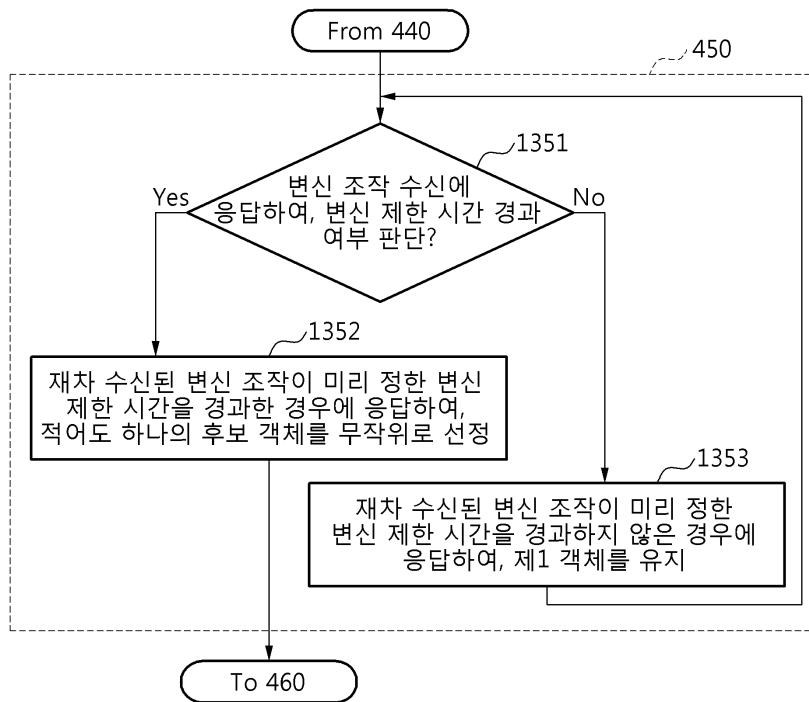 From 440
450
1351
변신 조작 수신에
응답하여, 변신 제한 시간 경과
여부 판단?
Yes
No
1352
재차 수신된 변신 조작이 미리 정한 변신
제한 시간을 경과한 경우에 응답하여,
적어도 하나의 후보 객체를 무작위로 선정
1353
재차 수신된 변신 조작이 미리 정한
변신 제한 시간을 경과하지 않은 경우에
응답하여, 제1 객체를 유지
To 460